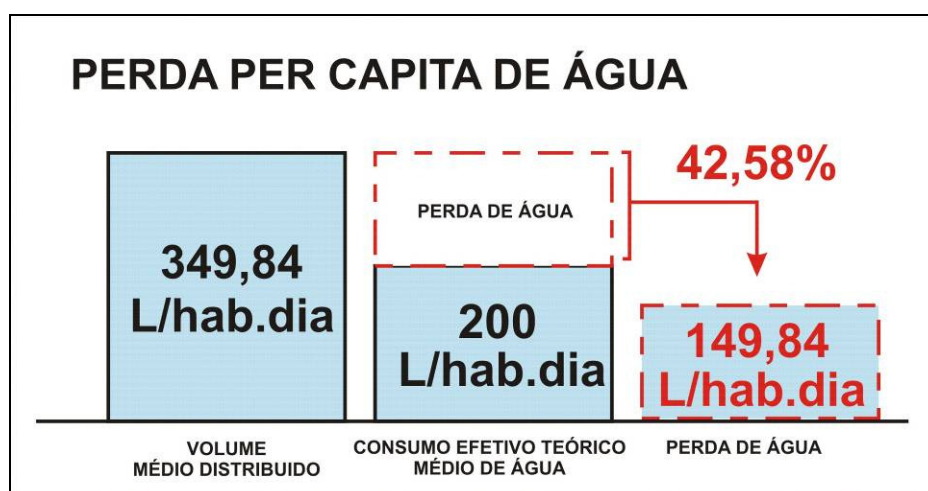 PERDA PER CAPITA DE ÁGUA
42,58%
PERDA DE ÁGUA
349,84
L/hab.dia
200
L/hab.dia
149,84
L/hab.dia
VOLUME
MÉDIO DISTRIBUIDO
CONSUMO EFETIVO TEÓRICO
MÉDIO DE ÁGUA
PERDA DE ÁGUA